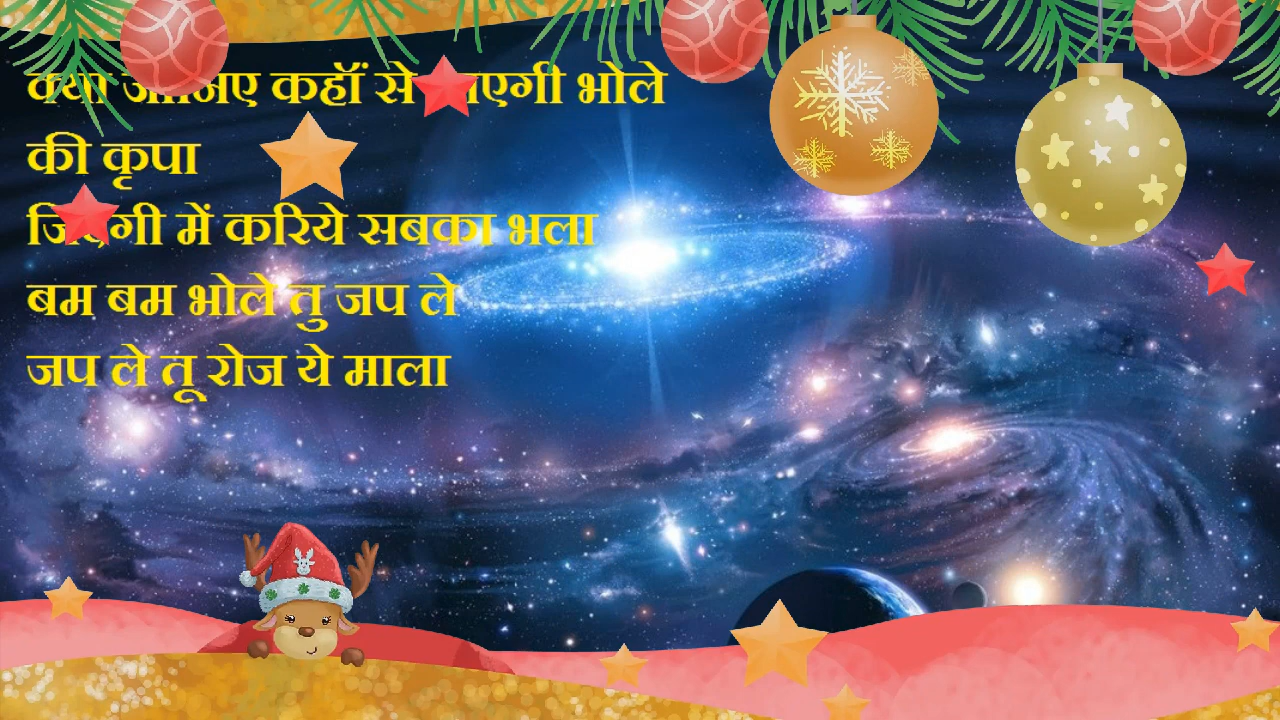 क्या कहाॅं से भोले
की कृपा
में करिये सबका भला
बम बम भोले तु जप ले
जप ले तू रोज ये माला